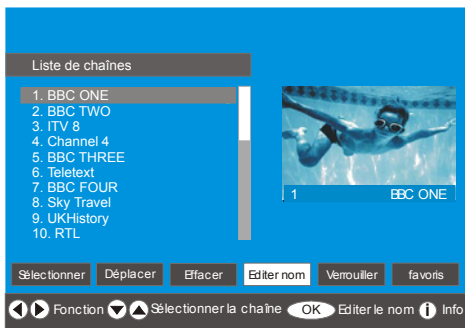 Liste de chaînes
1. BBC ONE
2. BBC TWO
3. ITV 8
4. Channel 4
5. BBC THREE
6. Teletext
7. BBC FOUR
8. Sky Travel
9. UKHistory
10. RTL
1 BBC ONE
Sélectionner Déplacer Effacer Editer nom Verrouiller favoris
Fonction Sélectionner la chaîne OK Editer le nom i Info